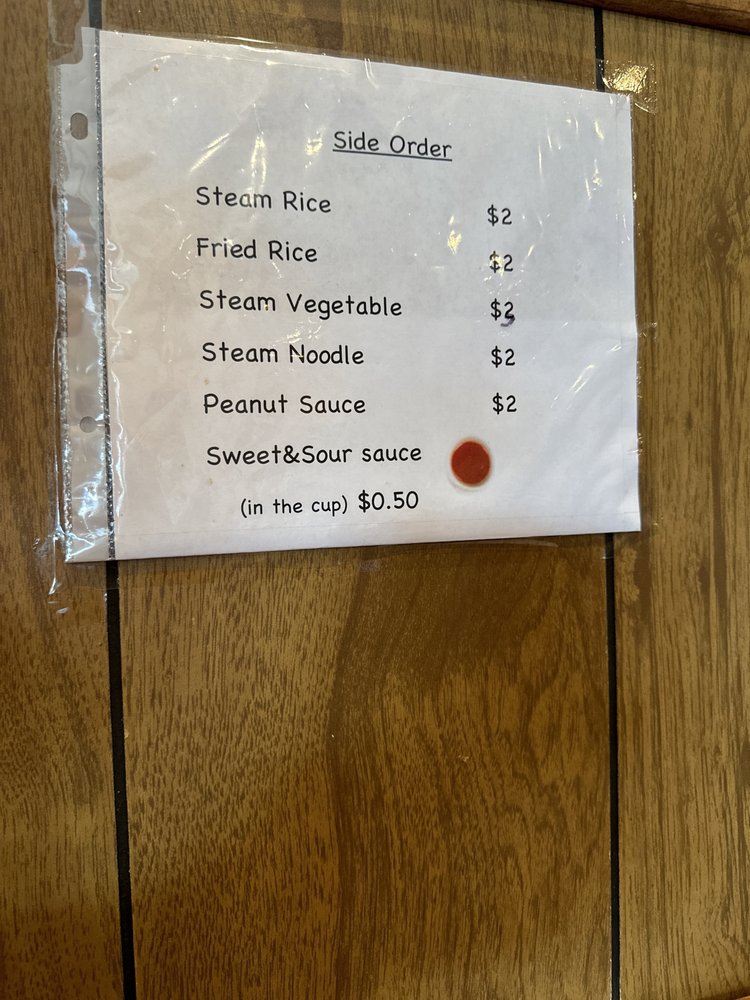 Side Order
Steam Rice $2
Fried Rice $2
Steam Vegetable $2
Steam Noodle $2
Peanut Sauce $2
Sweet&Sour sauce
(in the cup) $0.50